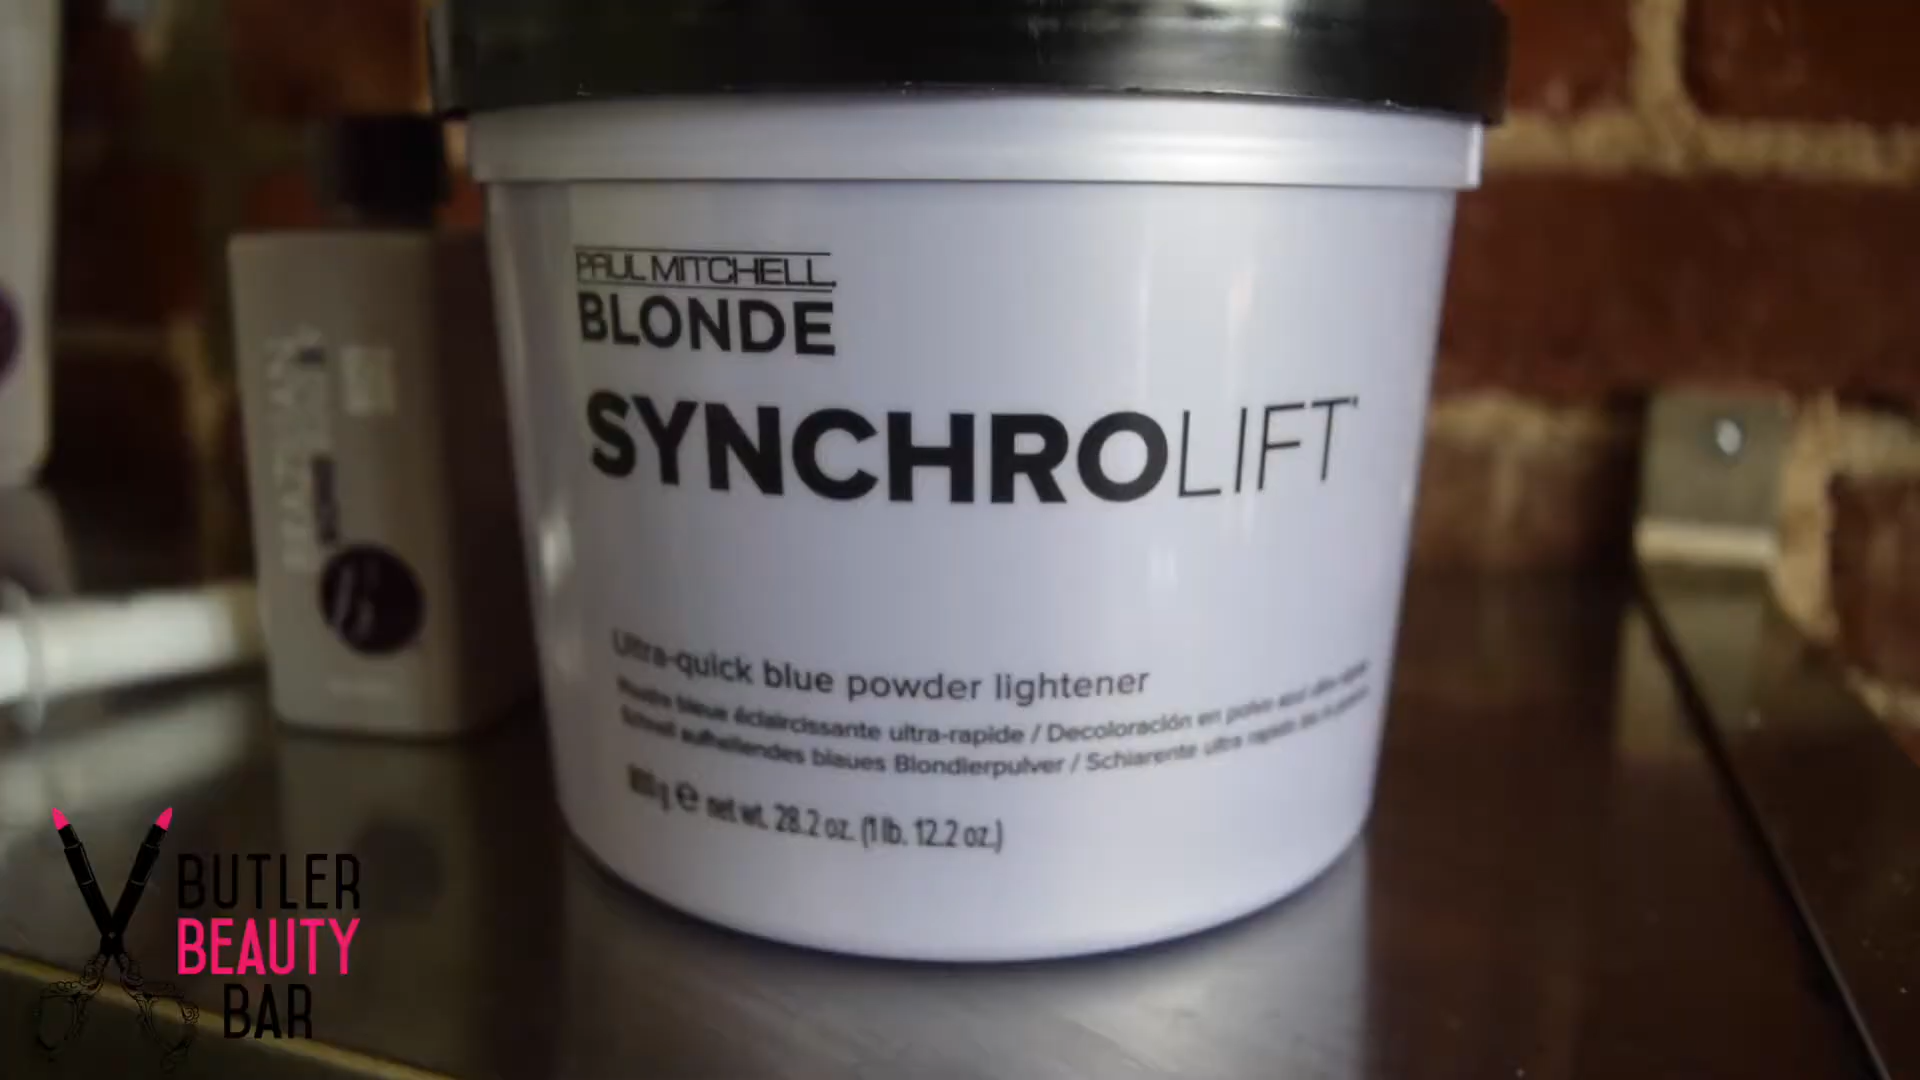 PAUL MITCHELL.
BLONDE
SYNCHROLIFT
Ultra-quick blue powder lightener
Poudre bleue éclaircissante ultra-rapide / Decoloración en polvo azul ultra-rápida
Schnell aufhellendes blaues Blondierpulver / Schiarente ultra rapido
800 g e net wt. 28.2 oz. (1 lb. 12.2 oz.)
BUTLER
BEAUTY
BAR